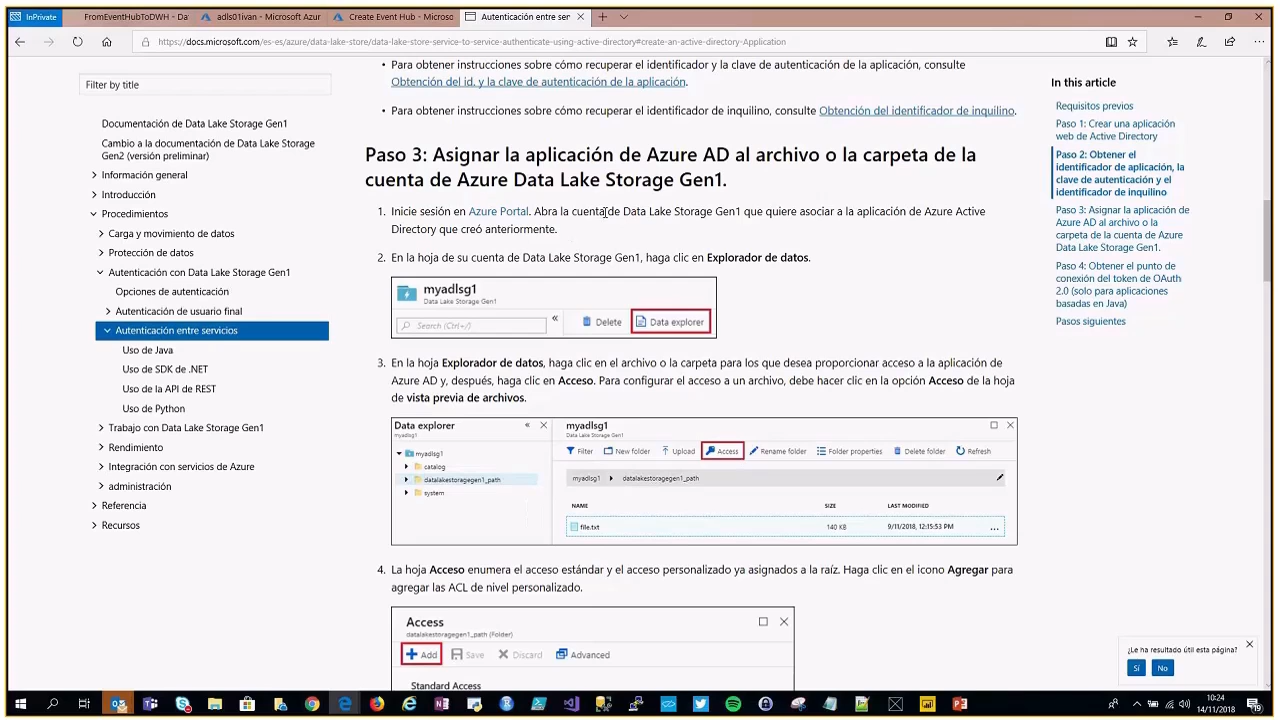 InPrivate
FromEventHubToDWH - Da
adls01ivan - Microsoft Azur
Create Event Hub - Microso
Autenticación entre ser
https://docs.microsoft.com/es-es/azure/data-lake-store/data-lake-store-service-to-service-authenticate-using-active-directory#create-an-active-directory-Application
Filter by title
Documentación de Data Lake Storage Gen1
Cambio a la documentación de Data Lake Storage
Gen2 (versión preliminar)
Información general
Introducción
Procedimientos
Carga y movimiento de datos
Protección de datos
Autenticación con Data Lake Storage Gen1
Opciones de autenticación
Autenticación de usuario final
Autenticación entre servicios
Uso de Java
Uso de SDK de .NET
Uso de la API de REST
Uso de Python
Trabajo con Data Lake Storage Gen1
Rendimiento
Integración con servicios de Azure
administración
Referencia
Recursos
• Para obtener instrucciones sobre cómo recuperar el identificador y la clave de autenticación de la aplicación, consulte
Obtención del id. y la clave de autenticación de la aplicación.
• Para obtener instrucciones sobre cómo recuperar el identificador de inquilino, consulte Obtención del identificador de inquilino.
Paso 3: Asignar la aplicación de Azure AD al archivo o la carpeta de la
cuenta de Azure Data Lake Storage Gen1.
1. Inicie sesión en Azure Portal. Abra la cuenta de Data Lake Storage Gen1 que quiere asociar a la aplicación de Azure Active
Directory que creó anteriormente.
2. En la hoja de su cuenta de Data Lake Storage Gen1, haga clic en Explorador de datos.
myadlsg1
Data Lake Storage Gen1
Search (Ctrl+/)
«
Delete
Data explorer
3. En la hoja Explorador de datos, haga clic en el archivo o la carpeta para los que desea proporcionar acceso a la aplicación de
Azure AD y, después, haga clic en Acceso. Para configurar el acceso a un archivo, debe hacer clic en la opción Acceso de la hoja
de vista previa de archivos.
Data explorer
myadlsg1
«
myadlsg1
catalog
datalakestoragegen1_path
system
myadlsg1
Data Lake Storage Gen1
Filter
New folder
Upload
Access
Rename folder
Folder properties
Delete folder
Refresh
myadlsg1
datalakestoragegen1_path
NAME
SIZE
LAST MODIFIED
file.txt
140 KB
9/11/2018, 12:15:53 PM
...
4. La hoja Acceso enumera el acceso estándar y el acceso personalizado ya asignados a la raíz. Haga clic en el icono Agregar para
agregar las ACL de nivel personalizado.
Access
datalakestoragegen1_path (Folder)
Add
Save
Discard
Advanced
Standard Access
In this article
Requisitos previos
Paso 1: Crear una aplicación
web de Active Directory
Paso 2: Obtener el
identificador de aplicación, la
clave de autenticación y el
identificador de inquilino
Paso 3: Asignar la aplicación de
Azure AD al archivo o la
carpeta de la cuenta de Azure
Data Lake Storage Gen1.
Paso 4: Obtener el punto de
conexión del token de OAuth
2.0 (solo para aplicaciones
basadas en Java)
Pasos siguientes
¿Le ha resultado útil esta página?
Sí
No
10:24
14/11/2018